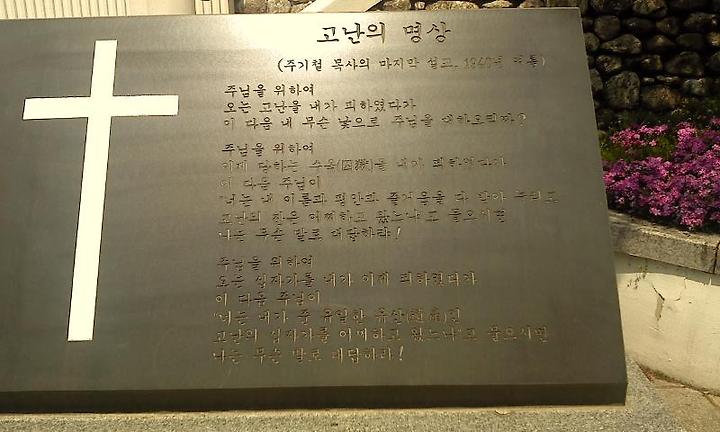 고난의 명상
(주기철 목사의 마지막 설교, 1940년
주님을 위하여
오는 고난을 내가 피하였다가
이 다음 내 무슨 낯으로 주님을 대하오리까?
주님을 위하여
이제 당하는 수옥(囚獄)을 내가 피하였다가
이 다음 주님이
"너는 내 이름과 평안과 즐거움을 다 받아 누리고
고난의 잔은 어찌하고 왔느냐"고 물으시면
나는 무슨 말로 대답하랴!
주님을 위하여
오는 십자가를 내가 이제 피하였다가
이 다음 주님이
"너는 내가 준 유일한 유산(遺産)인
고난의 십자가를 어찌하고 왔느냐"고 물으시면
나는 무슨 말로 대답하랴!